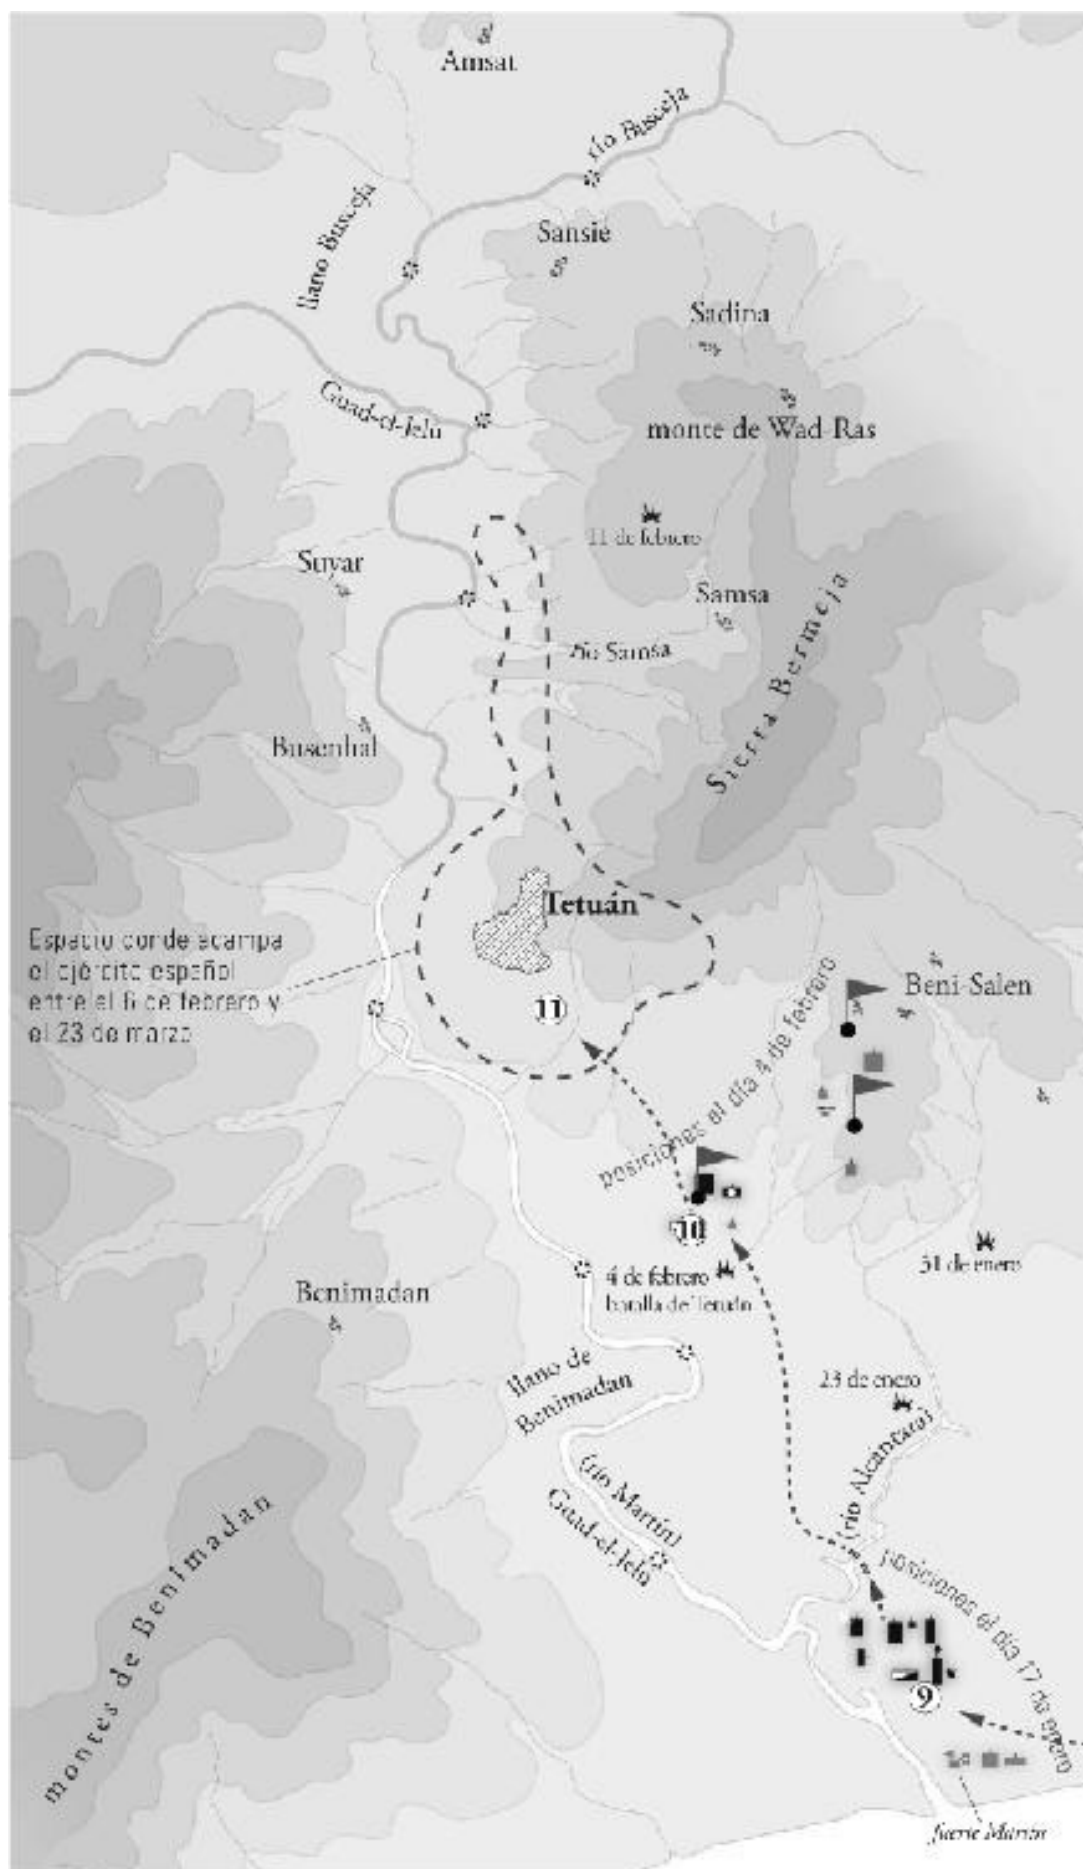 Amsat
río Busceja
llano Busceja
Sansie
Sadina
Guad-el-Jelú
monte de Wad-Ras
11 de febrero
Suyar
Samsa
río Samsa
Sierra Bermeja
Busenhal
Tetuán
Espacio donde acampa
el ejército español
entre el 6 de febrero y
el 23 de marzo
Beni-Salen
11
posiciones el día 4 de febrero
10
31 de enero
4 de febrero
batalla de Tetuán
Benimadan
llano de
Benimadan
23 de enero
(río Alcántara)
(río Martín)
Guad-el-Jelú
montes de Benimadan
posiciones el día 17 de enero
9
fuerte Martín